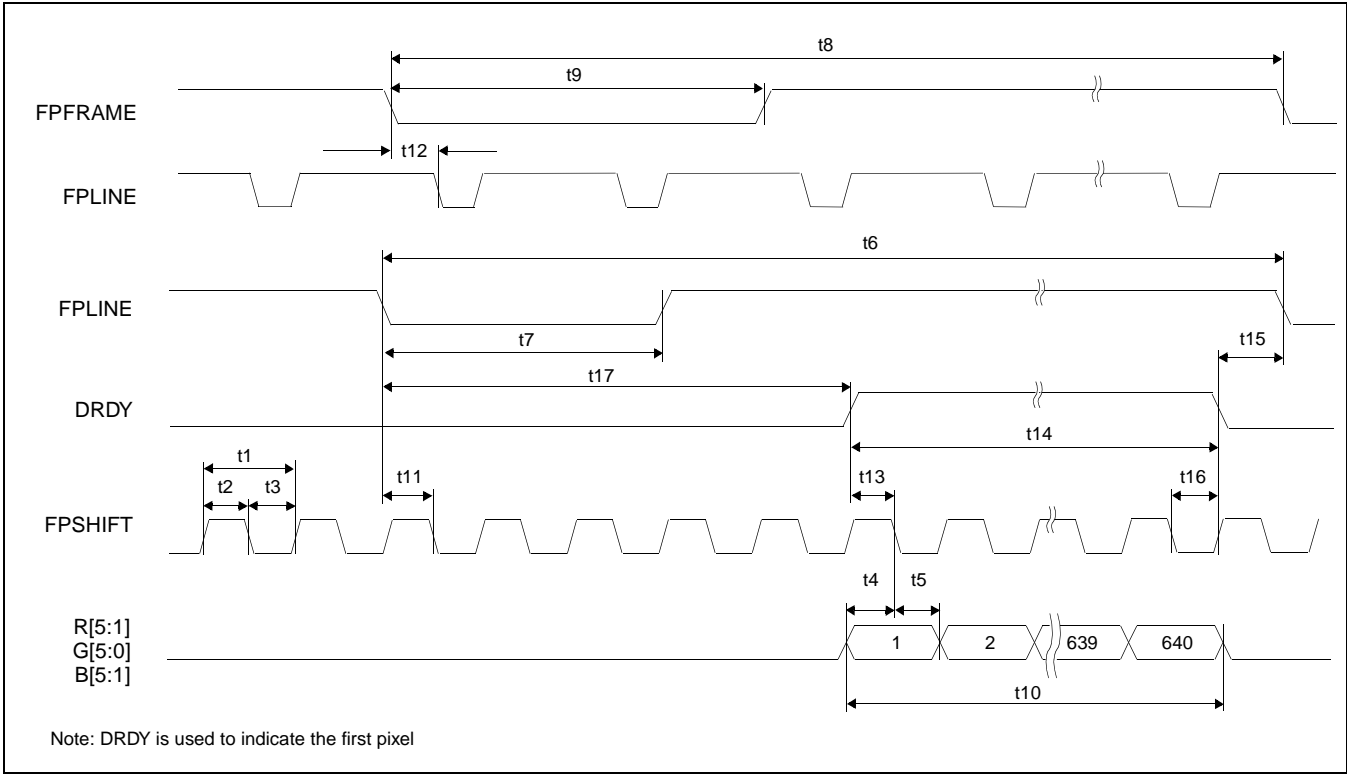 t8
t9
FPFRAME
t12
FPLINE
t6
FPLINE
t7
t15
t17
DRDY
t14
t1
t11
t13
t16
t2 t3
FPSHIFT
t4 t5
R[5:1]
G[5:0]
B[5:1]
1 2 639 640
t10
Note: DRDY is used to indicate the first pixel